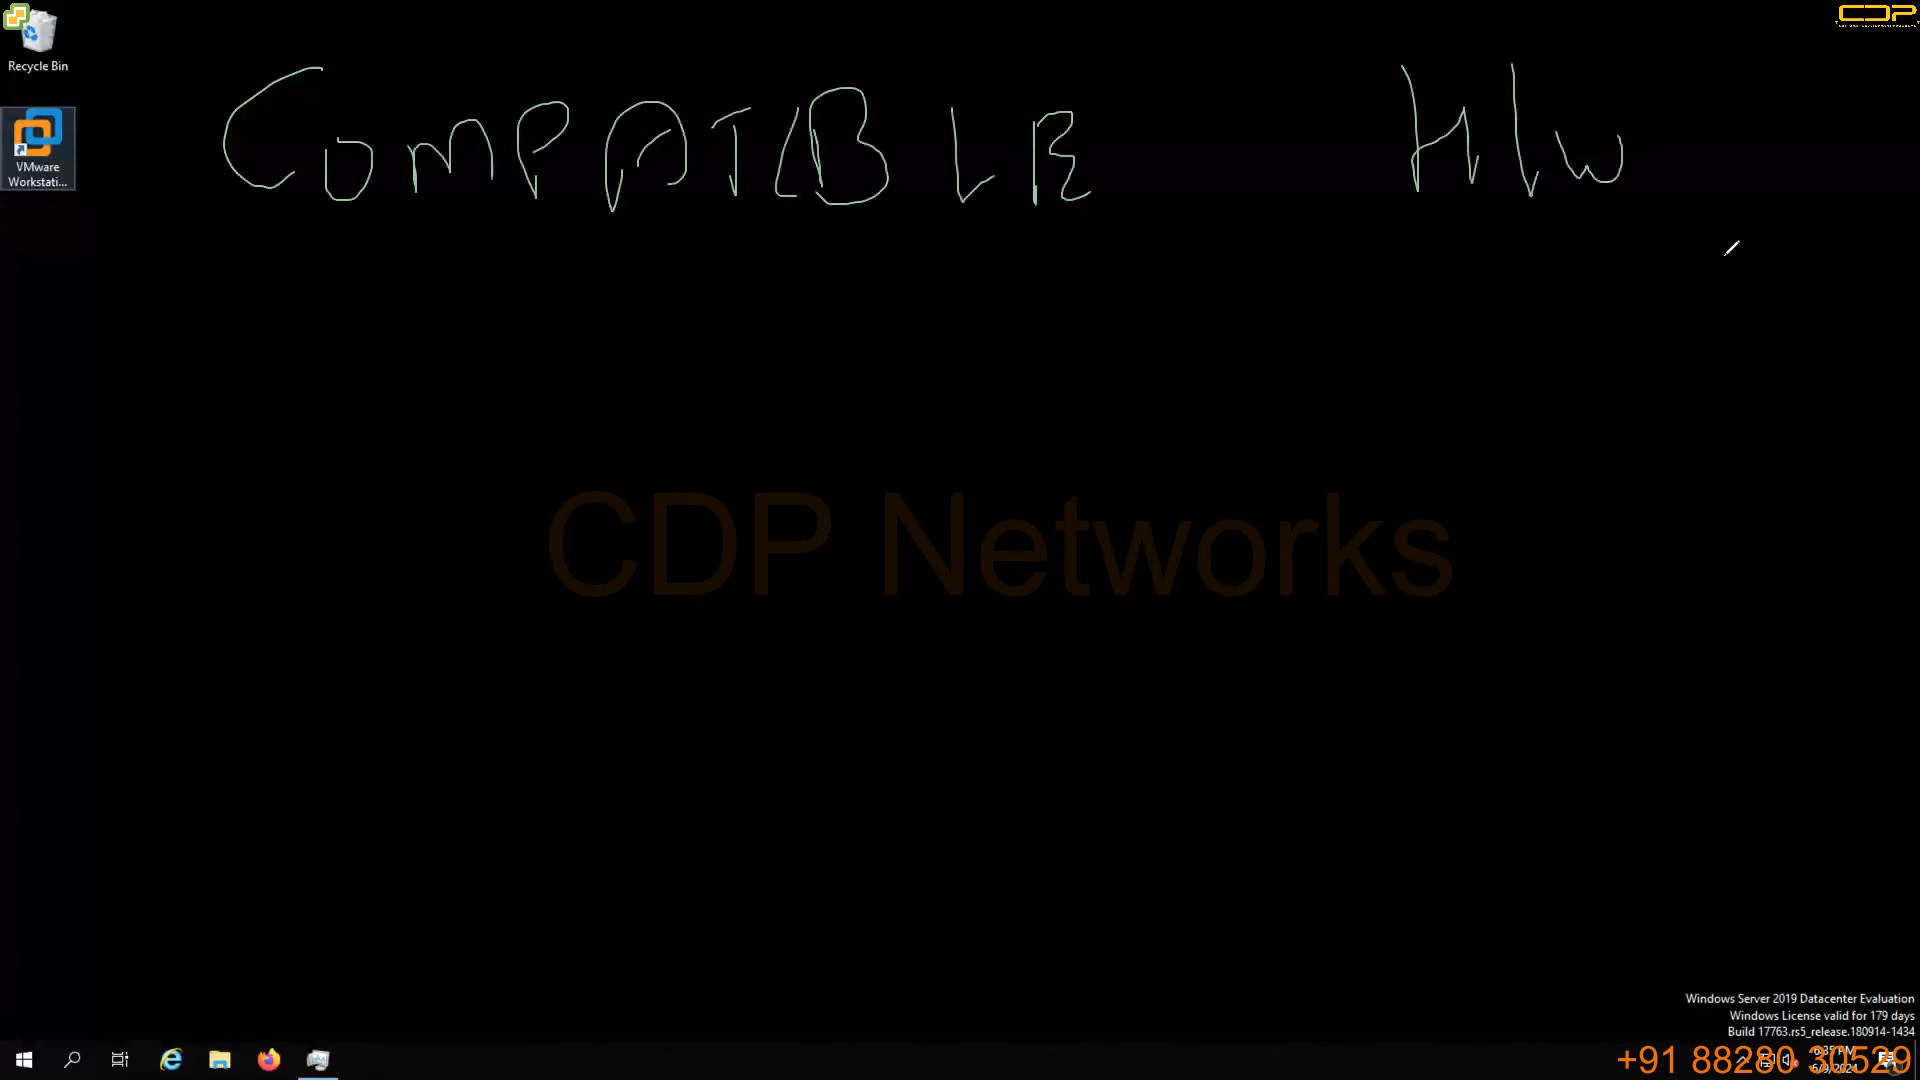 CDP
Recycle Bin
COMPATIBLE H/W
VMware
Workstati...
CDP Networks
Windows Server 2019 Datacenter Evaluation
Windows License valid for 179 days
Build 17763.rs5_release.180914-1434
+91 88280 30529